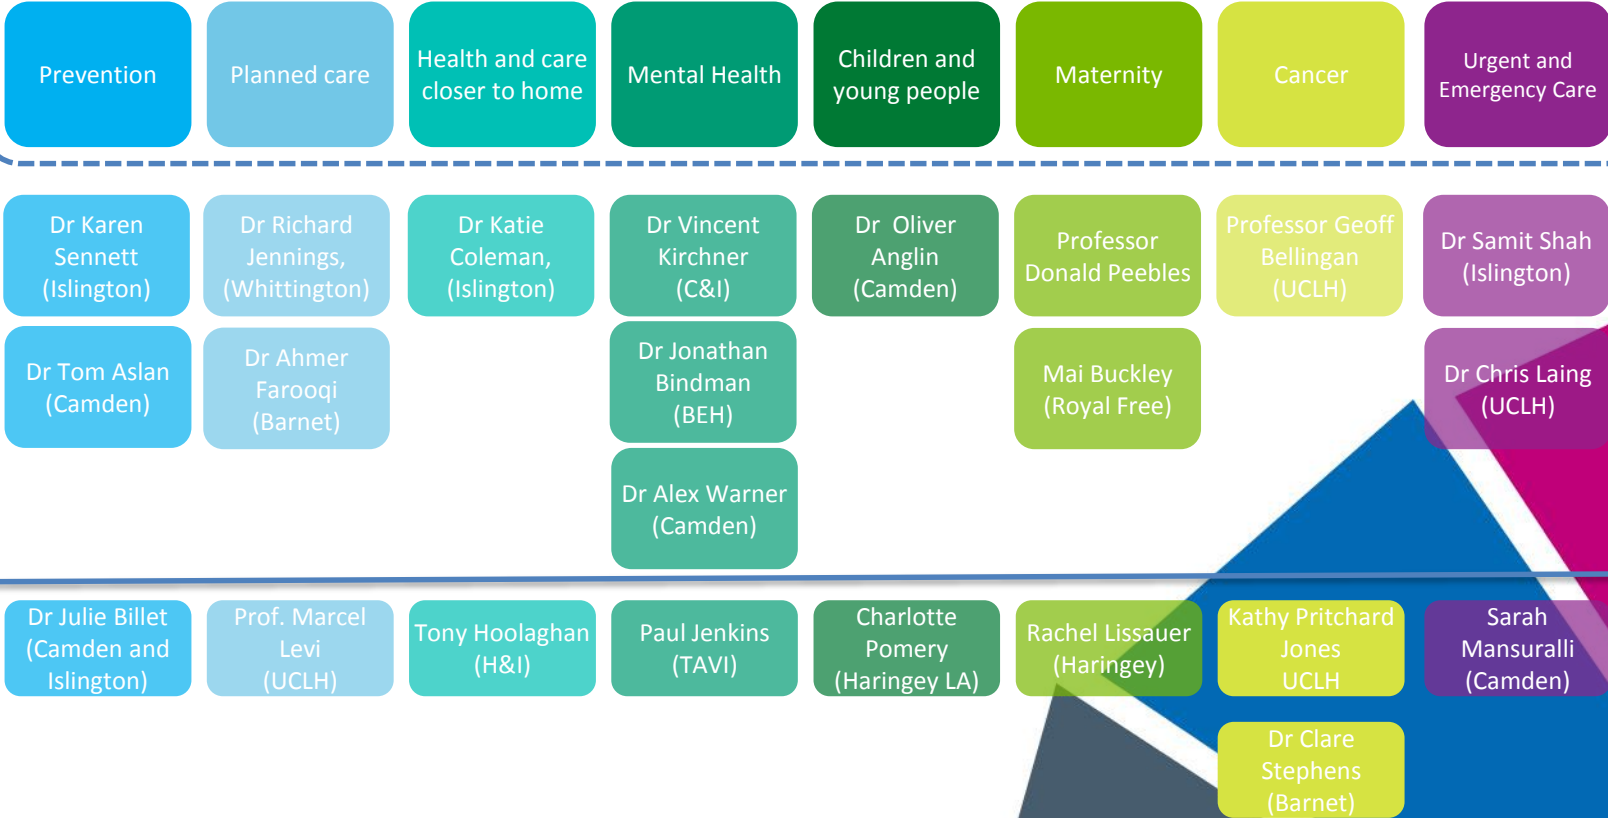 Prevention
Planned care
Health and care
closer to home
Mental Health
Children and
young people
Maternity
Cancer
Urgent and
Emergency Care
Dr Karen
Sennett
(Islington)
Dr Richard
Jennings,
(Whittington)
Dr Katie
Coleman,
(Islington)
Dr Vincent
Kirchner
(C&I)
Dr Oliver
Anglin
(Camden)
Professor
Donald Peebles
Professor Geoff
Bellingan
(UCLH)
Dr Samit Shah
(Islington)
Dr Tom Aslan
(Camden)
Dr Ahmer
Farooqi
(Barnet)
Dr Jonathan
Bindman
(BEH)
Mai Buckley
(Royal Free)
Dr Chris Laing
(UCLH)
Dr Alex Warner
(Camden)
Dr Julie Billet
(Camden and
Islington)
Prof. Marcel
Levi
(UCLH)
Tony Hoolaghan
(H&I)
Paul Jenkins
(TAVI)
Charlotte
Pomery
(Haringey LA)
Rachel Lissauer
(Haringey)
Kathy Pritchard
Jones
UCLH
Sarah
Mansuralli
(Camden)
Dr Clare
Stephens
(Barnet)